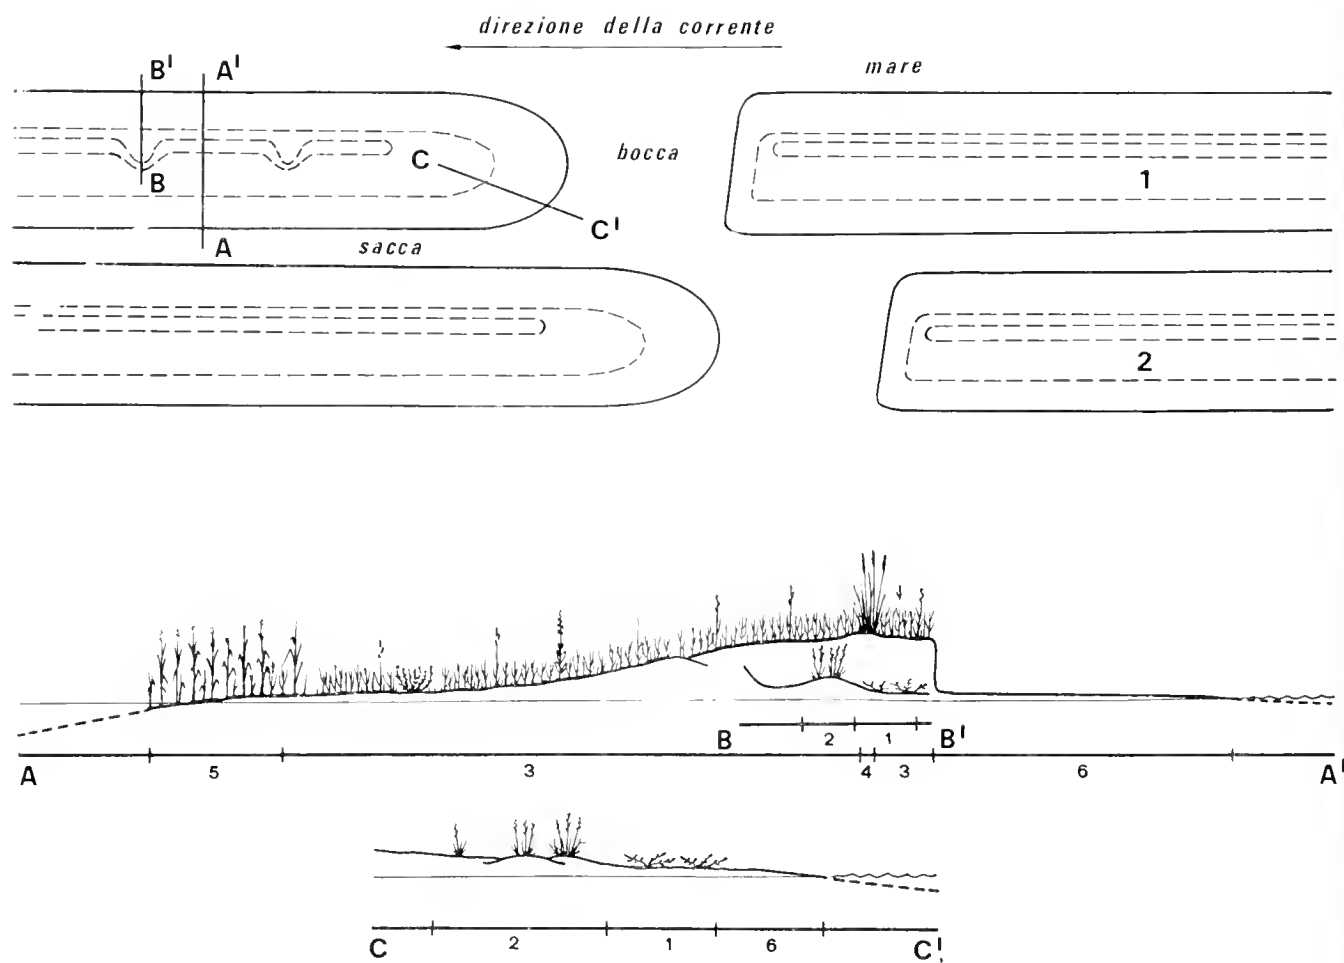 direzione della corrente
mare
B' A'
bocca
C
1
B
C'
A
sacca
2
B 2 1 B'
A 5 3 4 3 6 A'
C 2 1 6 C'